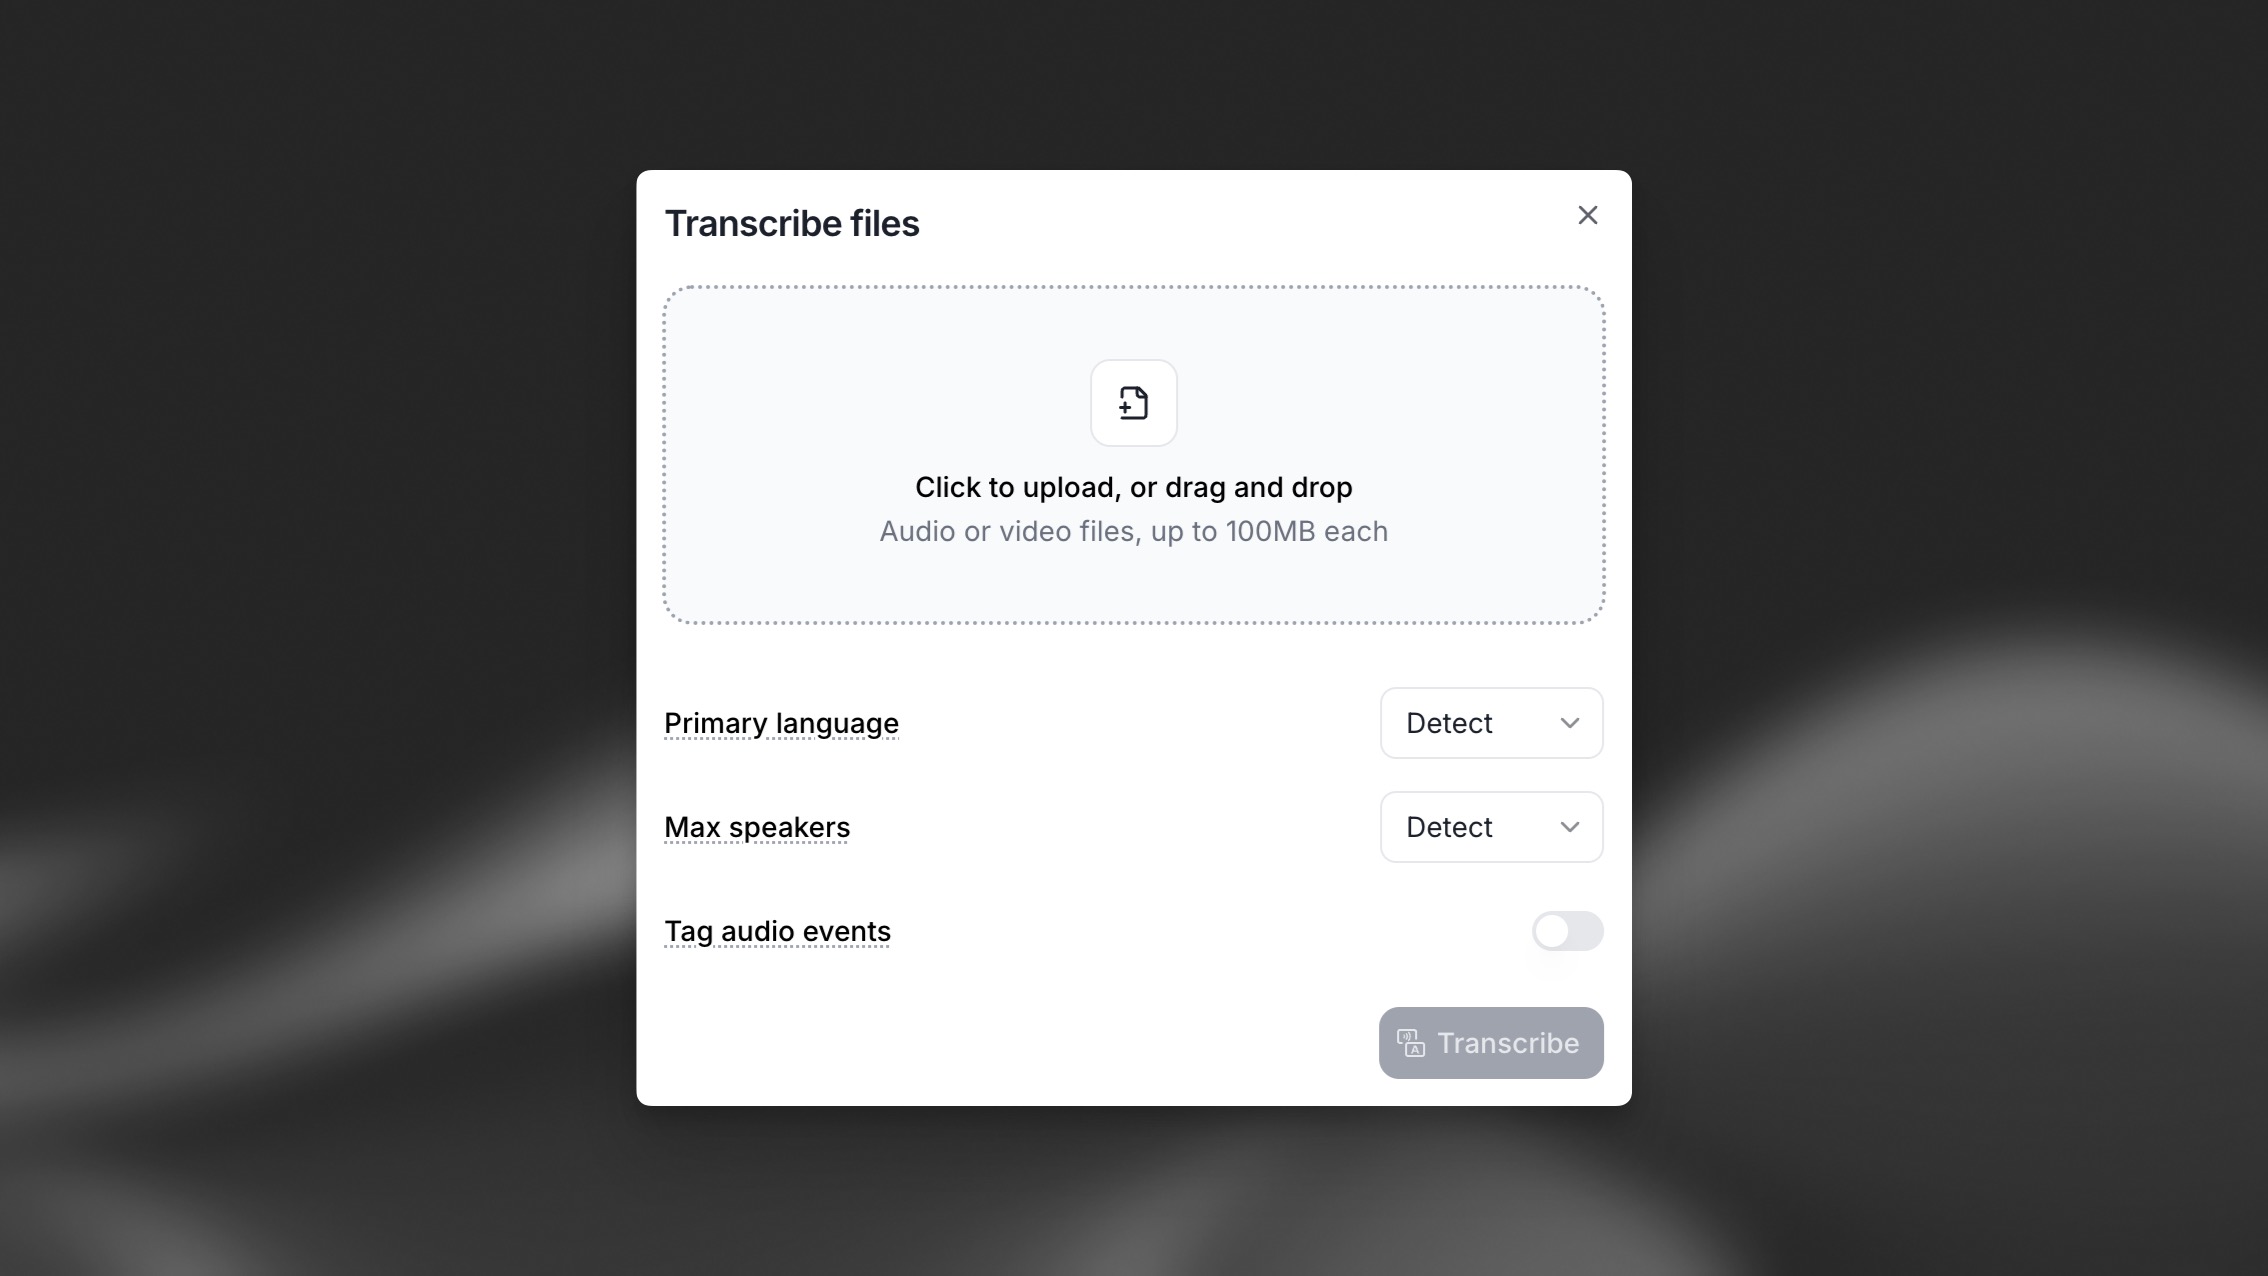 Transcribe files
Click to upload, or drag and drop
Audio or video files, up to 100MB each
Primary language
Detect
Max speakers
Detect
Tag audio events
Transcribe